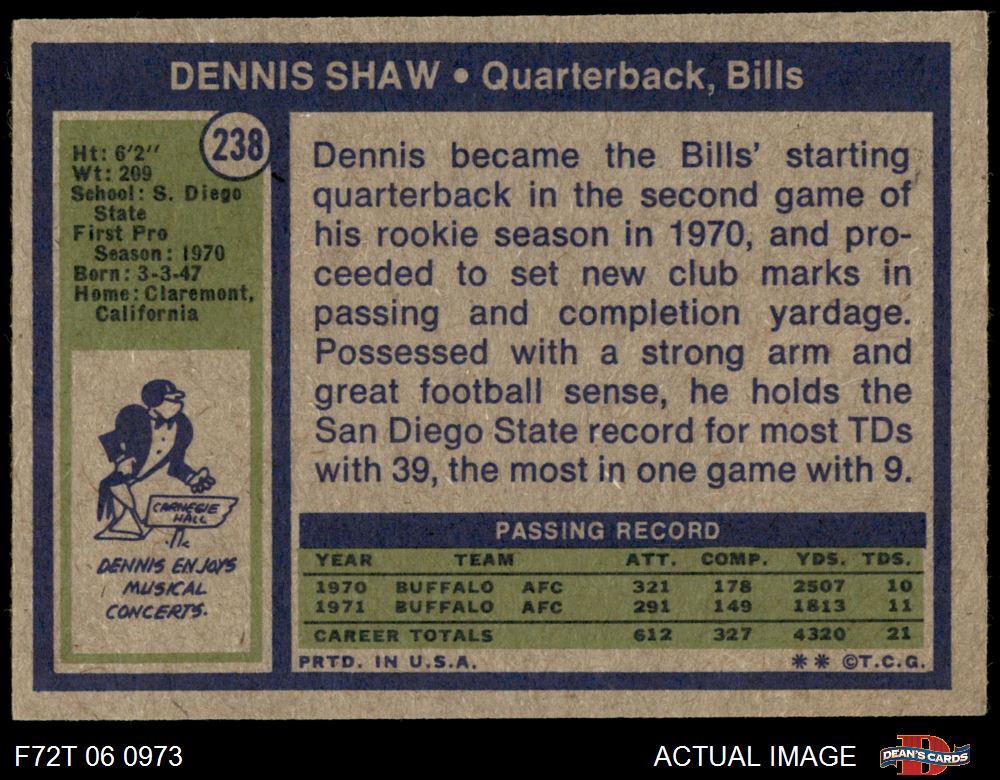 DENNIS SHAW • Quarterback, Bills
238
Ht: 6'2''
Wt: 209
School: S. Diego
State
First Pro
Season: 1970
Born: 3-3-47
Home: Claremont,
California
CARNEGIE
HALL
DENNIS ENJOYS
MUSICAL
CONCERTS.
Dennis became the Bills' starting
quarterback in the second game of
his rookie season in 1970, and pro-
ceeded to set new club marks in
passing and completion yardage.
Possessed with a strong arm and
great football sense, he holds the
San Diego State record for most TDs
with 39, the most in one game with 9.
PASSING RECORD
YEAR TEAM ATT. COMP. YDS. TDS.
1970 BUFFALO AFC 321 178 2507 10
1971 BUFFALO AFC 291 149 1813 11
CAREER TOTALS 612 327 4320 21
PRTD. IN U.S.A. ** ©T.C.G.
F72T 06 0973 ACTUAL IMAGE DEAN'S CARDS